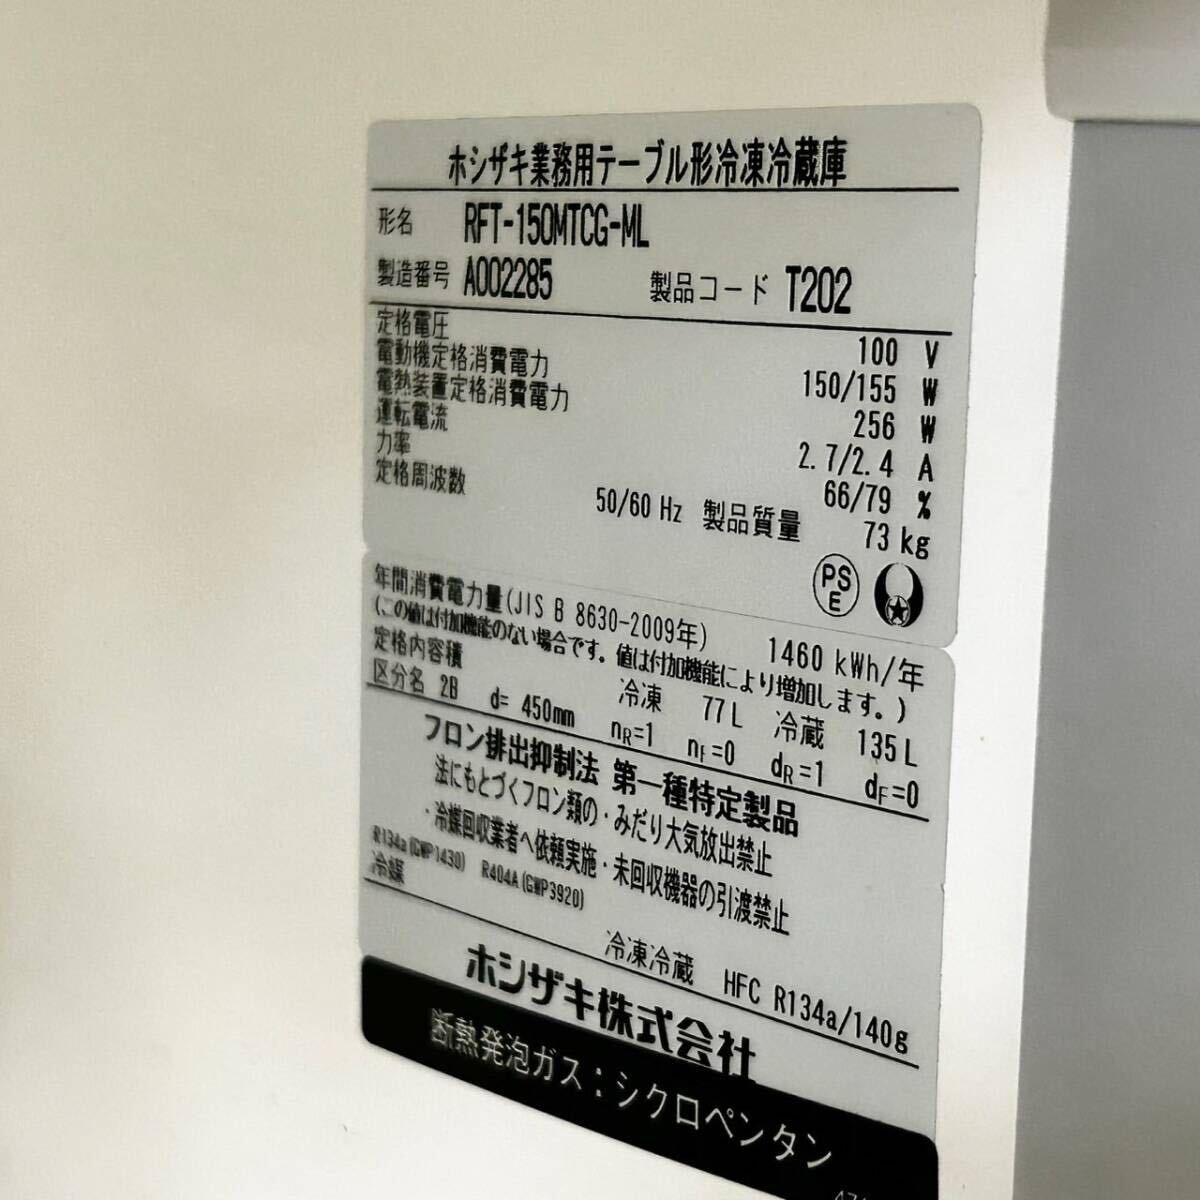 ホシザキ業務用テーブル形冷凍冷蔵庫
形名 RFT-150MTCG-ML
製造番号 A002285 製品コード T202
定格電圧 100 V
電動機定格消費電力 150/155 W
電熱装置定格消費電力 256 W
運転電流 2.7/2.4 A
力率 66/79 %
定格周波数 50/60 Hz 製品質量 73 kg
PS
E
年間消費電力量(JIS B 8630-2009年) 1460 kWh/年
(この値は付加機能のない場合です。値は付加機能により増加します。)
定格内容積 冷凍 77L 冷蔵 135L
区分名 2B d= 450mm nR=1 nF=0 dR=1 dF=0
フロン排出抑制法 第一種特定製品
法にもとづくフロン類の・みだり大気放出禁止
・冷媒回収業者へ依頼実施・未回収機器の引渡禁止
R134a(GWP1430) R404A(GWP3920)
冷媒 冷凍冷蔵 HFC R134a/140g
ホシザキ株式会社
断熱発泡ガス:シクロペンタン